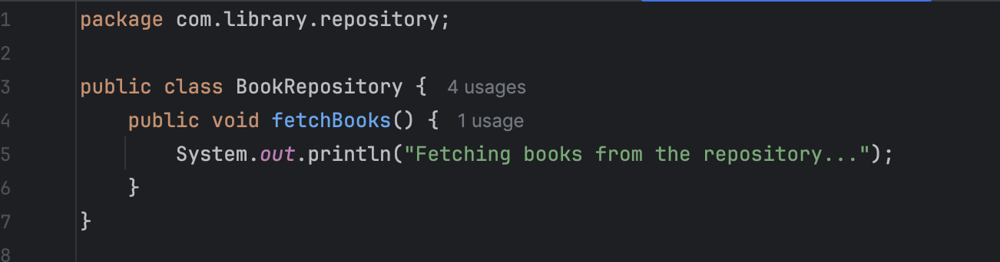 1 package com.library.repository;
2
3 public class BookRepository { 4 usages
4 public void fetchBooks() { 1 usage
5 System.out.println("Fetching books from the repository...");
6 }
7 }
8